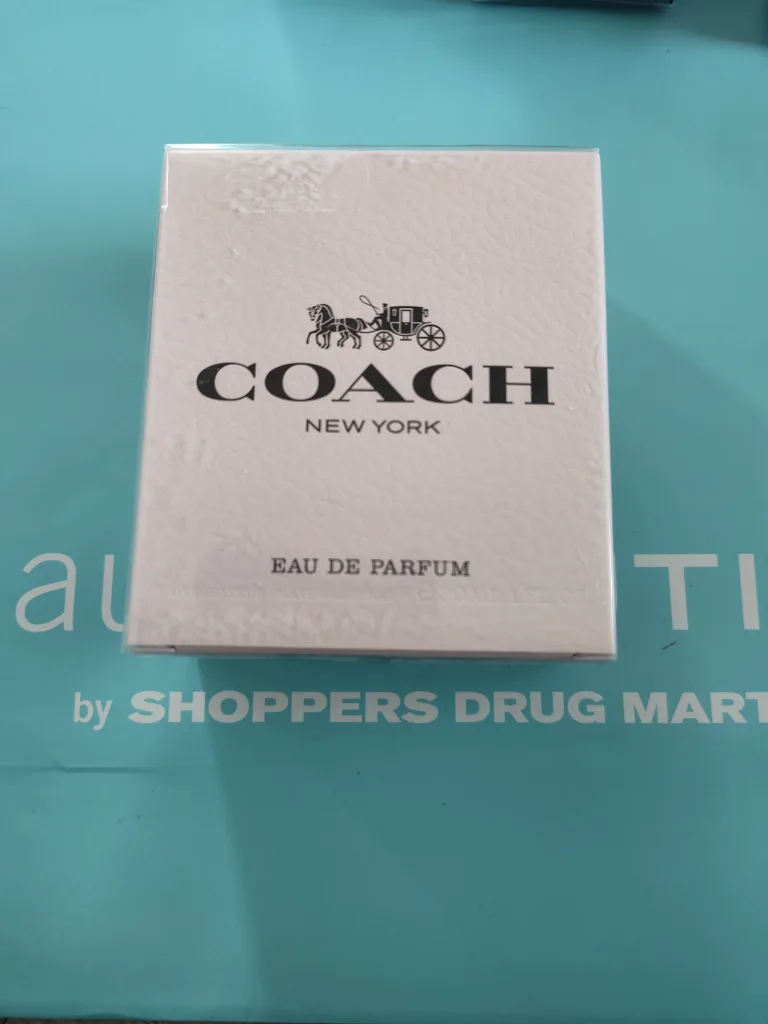 COACH
NEW YORK
EAU DE PARFUM
by SHOPPERS DRUG MART